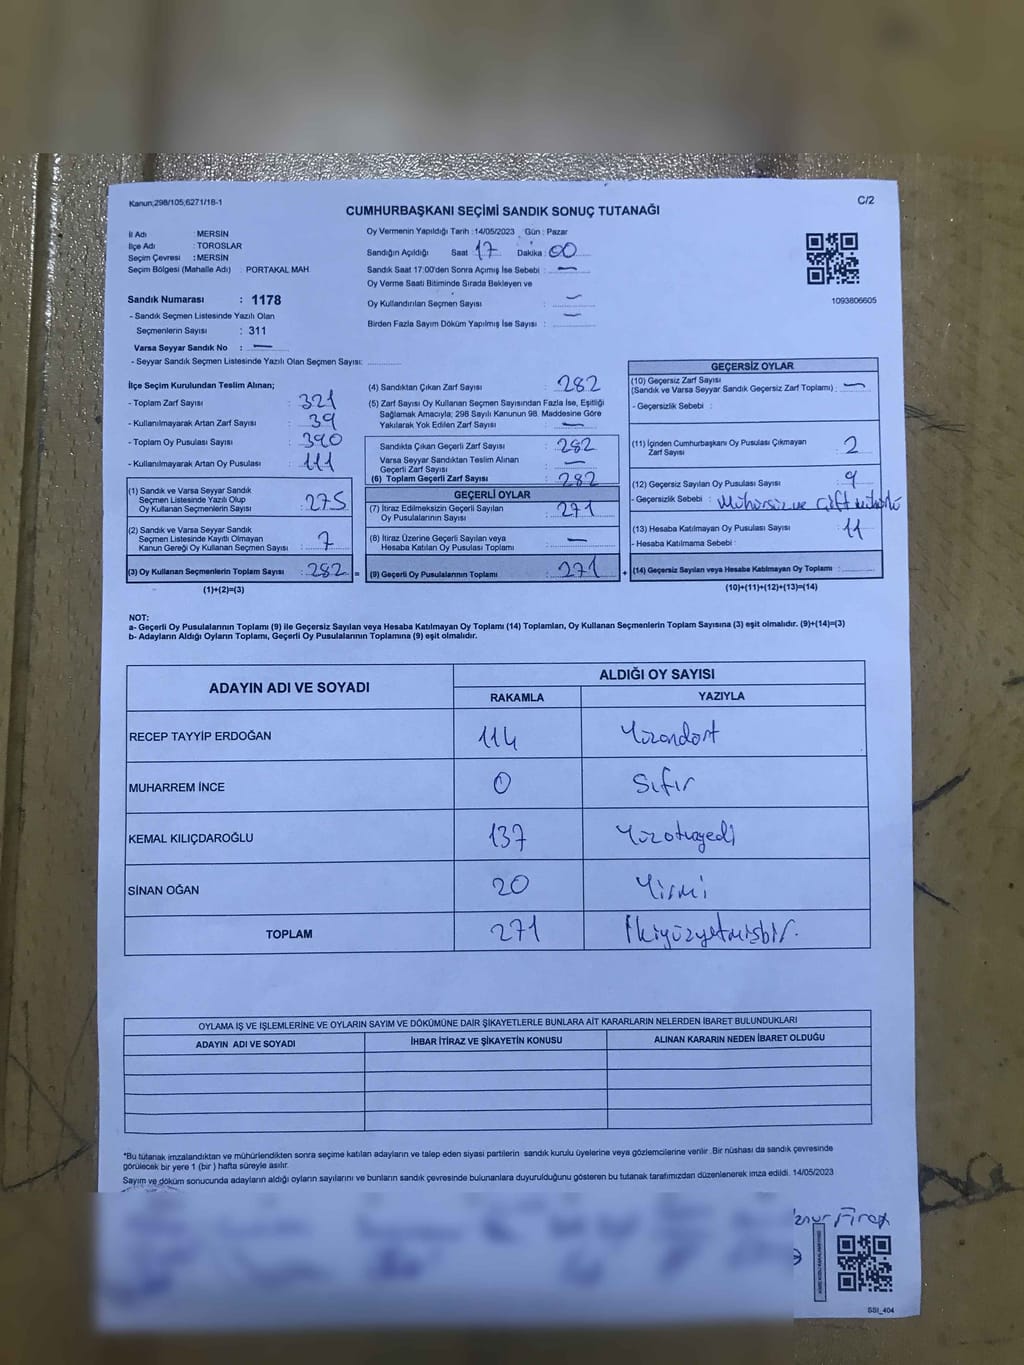 Kanun;298/105;6271/18-1
C/2
CUMHURBAŞKANI SEÇİMİ SANDIK SONUÇ TUTANAĞI
İl Adı : MERSİN
İlçe Adı : TOROSLAR
Seçim Çevresi : MERSİN
Seçim Bölgesi (Mahalle Adı) : PORTAKAL MAH
Oy Vermenin Yapıldığı Tarih : 14/05/2023 Gün : Pazar
Sandığın Açıldığı Saat 17 Dakika : 00
Sandık Saat 17:00'den Sonra Açımış İse Sebebi : —
Oy Verme Saati Bitiminde Sırada Bekleyen ve
Oy Kullandırılan Seçmen Sayısı : —
Birden Fazla Sayım Döküm Yapılmış İse Sayısı : —
1093806605
Sandık Numarası : 1178
- Sandık Seçmen Listesinde Yazılı Olan
Seçmenlerin Sayısı : 311
Varsa Seyyar Sandık No : —
- Seyyar Sandık Seçmen Listesinde Yazılı Olan Seçmen Sayısı:
İlçe Seçim Kurulundan Teslim Alınan;
- Toplam Zarf Sayısı : 321
- Kullanılmayarak Artan Zarf Sayısı : 39
- Toplam Oy Pusulası Sayısı : 390
- Kullanılmayarak Artan Oy Pusulası : 111
(1) Sandık ve Varsa Seyyar Sandık
Seçmen Listesinde Yazılı Olup
Oy Kullanan Seçmenlerin Sayısı : 275
(2) Sandık ve Varsa Seyyar Sandık
Seçmen Listesinde Kayıtlı Olmayan
Kanun Gereği Oy Kullanan Seçmen Sayısı : 7
(3) Oy Kullanan Seçmenlerin Toplam Sayısı : 282 =
(1)+(2)=(3)
(4) Sandıktan Çıkan Zarf Sayısı : 282
(5) Zarf Sayısı Oy Kullanan Seçmen Sayısından Fazla İse, Eşitliği
Sağlamak Amacıyla; 298 Sayılı Kanunun 98. Maddesine Göre
Yakılarak Yok Edilen Zarf Sayısı : —
Sandıkta Çıkan Geçerli Zarf Sayısı : 282
Varsa Seyyar Sandıktan Teslim Alınan
Geçerli Zarf Sayısı : —
(6) Toplam Geçerli Zarf Sayısı : 282
GEÇERLİ OYLAR
(7) İtiraz Edilmeksizin Geçerli Sayılan
Oy Pusulalarının Sayısı : 271
(8) İtiraz Üzerine Geçerli Sayılan veya
Hesaba Katılan Oy Pusulası Toplamı : —
(9) Geçerli Oy Pusulalarının Toplamı : 271 +
GEÇERSİZ OYLAR
(10) Geçersiz Zarf Sayısı
(Sandık ve Varsa Seyyar Sandık Geçersiz Zarf Toplamı) : —
- Geçersizlik Sebebi :
(11) İçinden Cumhurbaşkanı Oy Pusulası Çıkmayan
Zarf Sayısı : 2
(12) Geçersiz Sayılan Oy Pusulası Sayısı : 9
- Geçersizlik Sebebi : Mühürsüz ve Çift mühürlü
(13) Hesaba Katılmayan Oy Pusulası Sayısı : 11
- Hesaba Katılmama Sebebi :
(14) Geçersiz Sayılan veya Hesaba Katılmayan Oy Toplamı :
(10)+(11)+(12)+(13)=(14)
NOT:
a- Geçerli Oy Pusulalarının Toplamı (9) ile Geçersiz Sayılan veya Hesaba Katılmayan Oy Toplamı (14) Toplamları, Oy Kullanan Seçmenlerin Toplam Sayısına (3) eşit olmalıdır. (9)+(14)=(3)
b- Adayların Aldığı Oyların Toplamı, Geçerli Oy Pusulalarının Toplamına (9) eşit olmalıdır.
ADAYIN ADI VE SOYADI
ALDIĞI OY SAYISI
RAKAMLA YAZIYLA
RECEP TAYYİP ERDOĞAN 114 Yüzondört
MUHARREM İNCE 0 Sıfır
KEMAL KILIÇDAROĞLU 137 Yüzotuzyedi
SİNAN OĞAN 20 Yirmi
TOPLAM 271 İkiyüzyetmişbir.
OYLAMA İŞ VE İŞLEMLERİNE VE OYLARIN SAYIM VE DÖKÜMÜNE DAİR ŞİKAYETLERLE BUNLARA AİT KARARLARIN NELERDEN İBARET BULUNDUKLARI
ADAYIN ADI VE SOYADI İHBAR İTİRAZ VE ŞİKAYETİN KONUSU ALINAN KARARIN NEDEN İBARET OLDUĞU
*Bu tutanak imzalandıktan ve mühürlendikten sonra seçime katılan adayların ve talep eden siyasi partilerin sandık kurulu üyelerine veya gözlemcilerine verilir. Bir nüshası da sandık çevresinde
görülecek bir yere 1 (bir) hafta süreyle asılır.
Sayım ve döküm sonucunda adayların aldığı oyların sayılarını ve bunların sandık çevresinde bulunanlara duyurulduğunu gösteren bu tutanak tarafımızdan düzenlenerek imza edildi. 14/05/2023
SSI_404